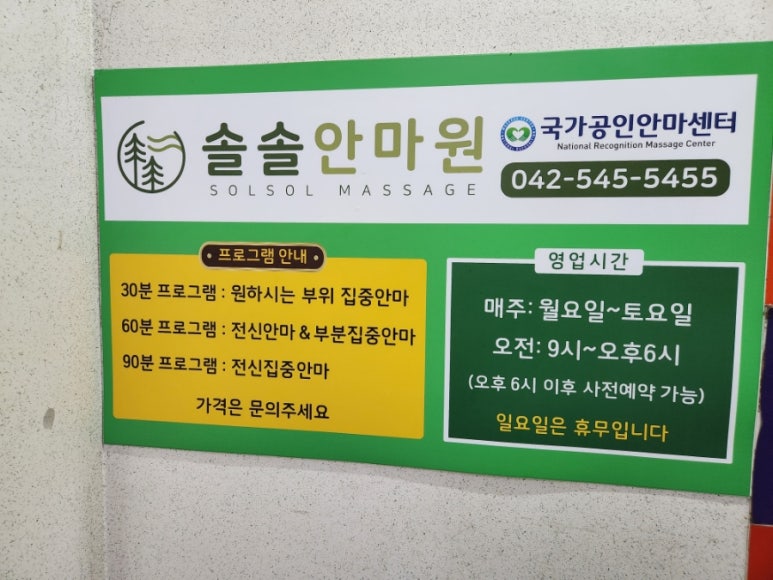 솔솔안마원
SOLSOL MASSAGE
국가공인안마센터
National Recognition Massage Center
042-545-5455
• 프로그램 안내 •
30분 프로그램 : 원하시는 부위 집중안마
60분 프로그램 : 전신안마 & 부분집중안마
90분 프로그램 : 전신집중안마
가격은 문의주세요
영업시간
매주: 월요일~토요일
오전: 9시~오후6시
(오후 6시 이후 사전예약 가능)
일요일은 휴무입니다